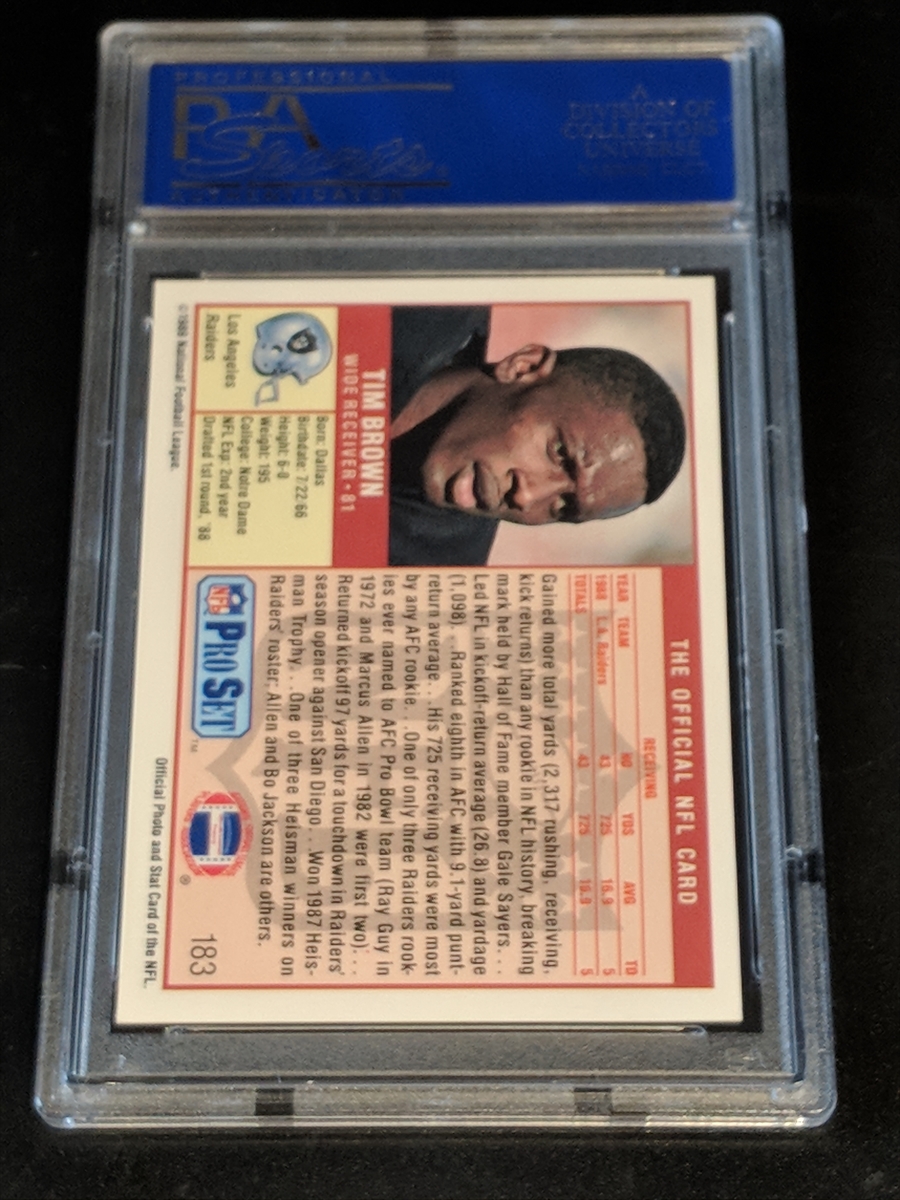 PROFESSIONAL
PSA
Sports
AUTHENTICATOR
A
DIVISION OF
COLLECTORS
UNIVERSE
THE OFFICIAL NFL CARD
TIM BROWN
WIDE RECEIVER • 81
Los Angeles
Raiders
Born: Dallas
Birthdate: 7/22/66
Height: 6-0
Weight: 195
College: Notre Dame
NFL Exp: 2nd year
Drafted 1st round, '88
RECEIVING
YEAR TEAM NO YDS AVG TD
1988 L.A. Raiders 43 725 16.9 5
TOTALS 43 725 16.9 5
Gained more total yards (2,317 rushing, receiving,
kick returns) than any rookie in NFL history, breaking
mark held by Hall of Fame member Gale Sayers...
Led NFL in kickoff-return average (26.8) and yardage
(1,098)...Ranked eighth in AFC with 9.1-yard punt-
return average...His 725 receiving yards were most
by any AFC rookie...One of only three Raiders rook-
ies ever named to AFC Pro Bowl team (Ray Guy in
1972 and Marcus Allen in 1982 were first two)...
Returned kickoff 97 yards for a touchdown in Raiders'
season opener against San Diego...Won 1987 Heis-
man Trophy...One of three Heisman winners on
Raiders' roster; Allen and Bo Jackson are others.
NFL PRO SET™
®
183
©1989 National Football League.
Official Photo and Stat Card of the NFL.